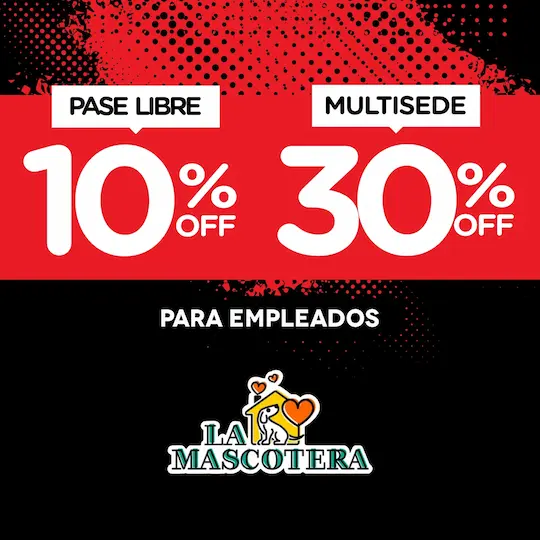 PASE LIBRE
10% OFF
MULTISEDE
30% OFF
PARA EMPLEADOS
LA
MASCOTERA